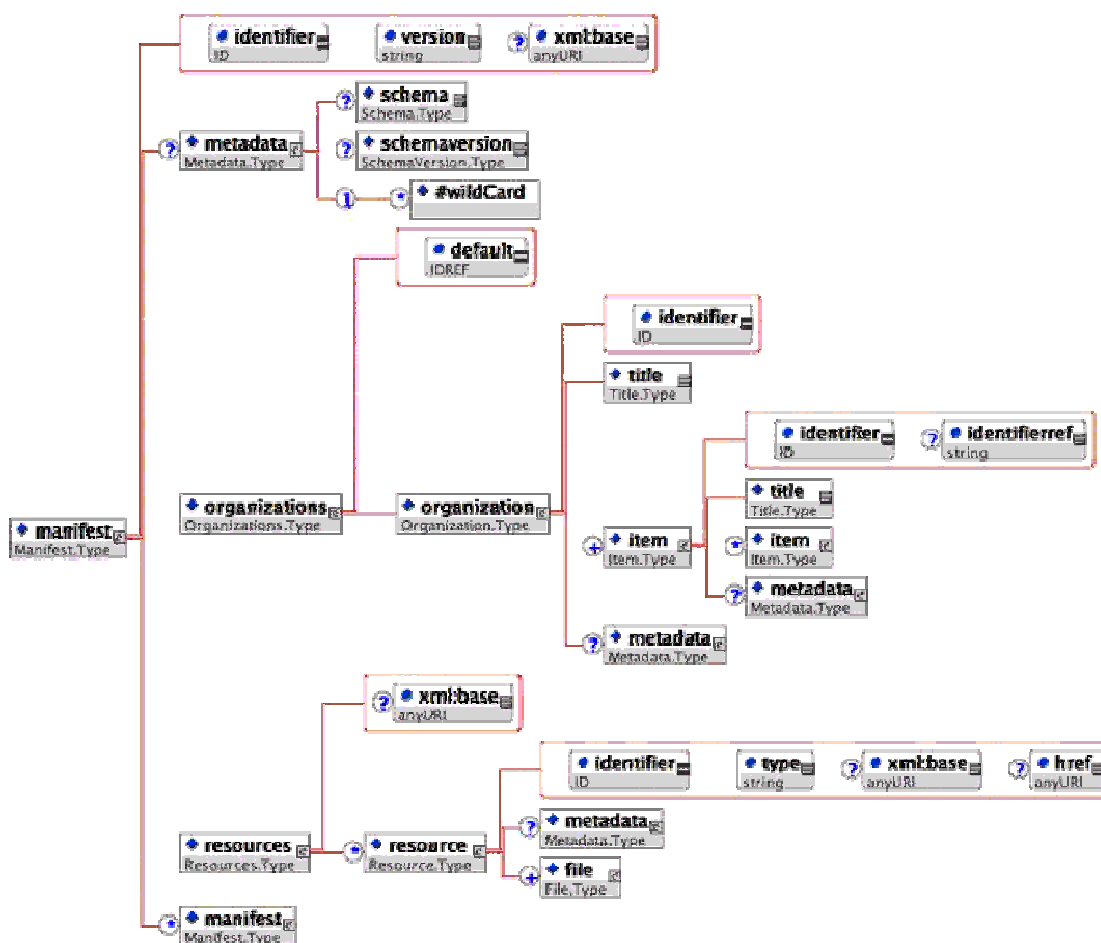 identifier version xml:base
ID string anyURI
? 
schema
Schema.Type
?
metadata
Metadata.Type
?
schemaversion
SchemaVersion.Type
?
#wildCard
*
default
IDREF
identifier
ID
title
Title.Type
identifier identifierref
ID string
?
title
Title.Type
organizations
Organizations.Type
organization
Organization.Type
manifest
Manifest.Type
+
item
Item.Type
*
item
Item.Type
?
metadata
Metadata.Type
?
metadata
Metadata.Type
?
xml:base
anyURI
identifier type xml:base href
ID string anyURI anyURI
? ?
?
metadata
Metadata.Type
resources
Resources.Type
*
resource
Resource.Type
+
file
File.Type
*
manifest
Manifest.Type